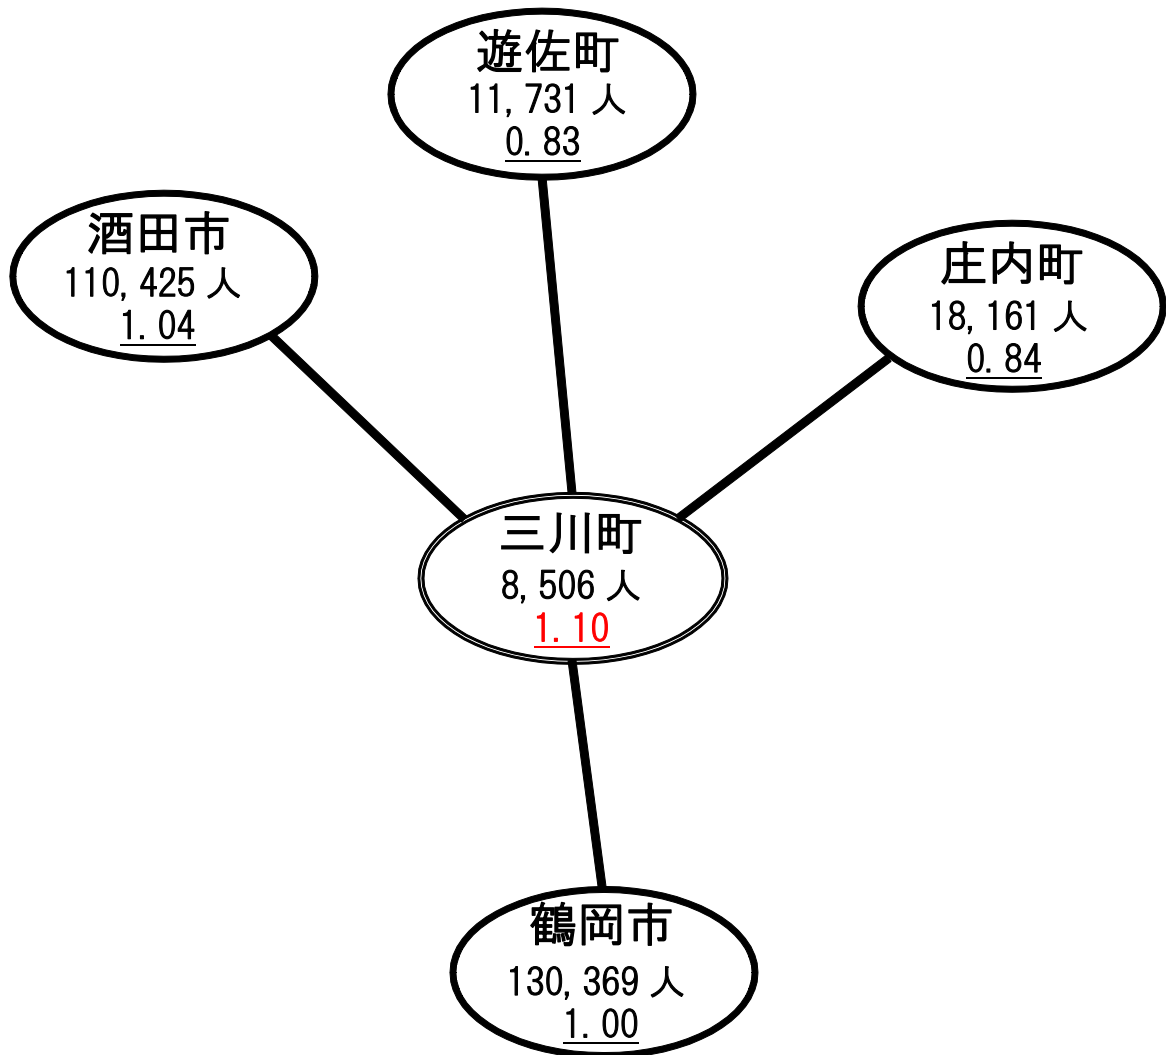 遊佐町
11,731 人
0.83
酒田市
110,425 人
1.04
庄内町
18,161 人
0.84
三川町
8,506 人
1.10
鶴岡市
130,369 人
1.00